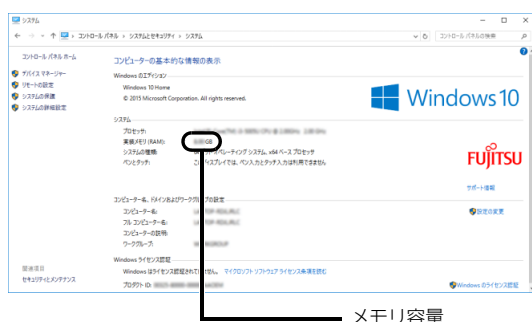 システム
コントロール パネル › システムとセキュリティ › システム
コントロール パネルの検索
コントロール パネル ホーム
デバイス マネージャー
リモートの設定
システムの保護
システムの詳細設定
コンピューターの基本的な情報の表示
Windows のエディション
Windows 10 Home
© 2015 Microsoft Corporation. All rights reserved.
Windows 10
システム
プロセッサ:
実装メモリ (RAM):
GB
システムの種類:
オペレーティング システム、x64 ベース プロセッサ
ペンとタッチ:
このディスプレイでは、ペン入力とタッチ入力は利用できません
FUJITSU
サポート情報
コンピューター名、ドメインおよびワークグループの設定
コンピューター名:
設定の変更
フル コンピューター名:
コンピューターの説明:
ワークグループ:
Windows ライセンス認証
Windows はライセンス認証されていません。 マイクロソフト ソフトウェア ライセンス条項を読む
プロダクト ID:
Windows のライセンス認証
関連項目
セキュリティとメンテナンス
メモリ容量